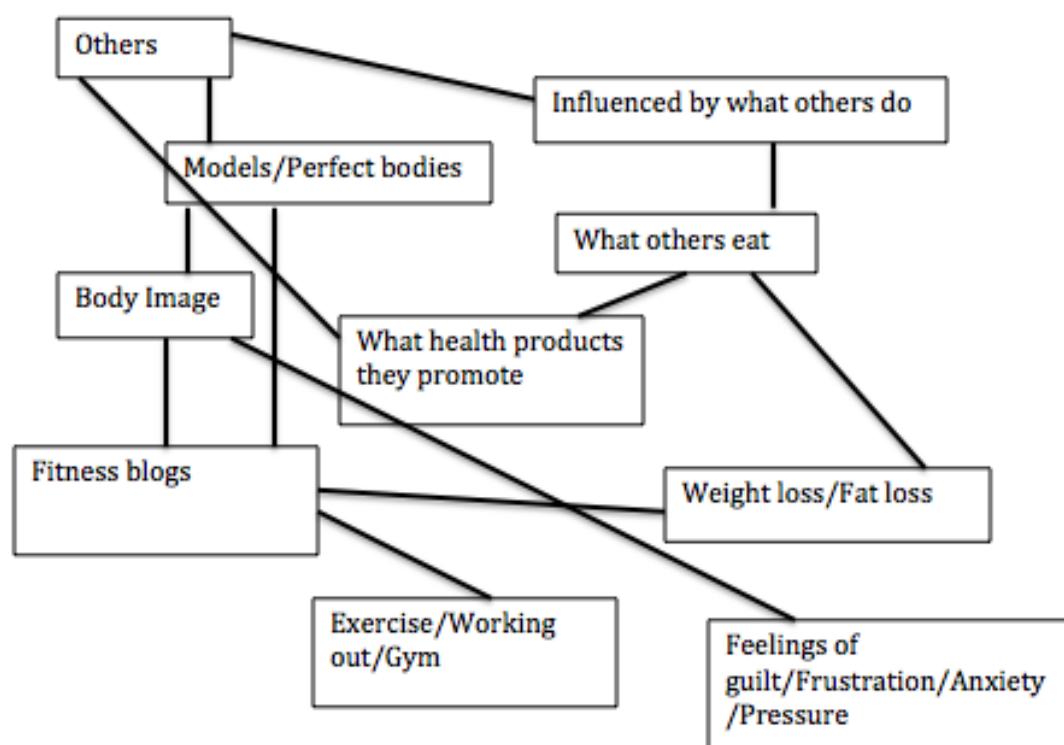 Others
Influenced by what others do
Models/Perfect bodies
What others eat
Body Image
What health products
they promote
Fitness blogs
Weight loss/Fat loss
Exercise/Working
out/Gym
Feelings of
guilt/Frustration/Anxiety
/Pressure